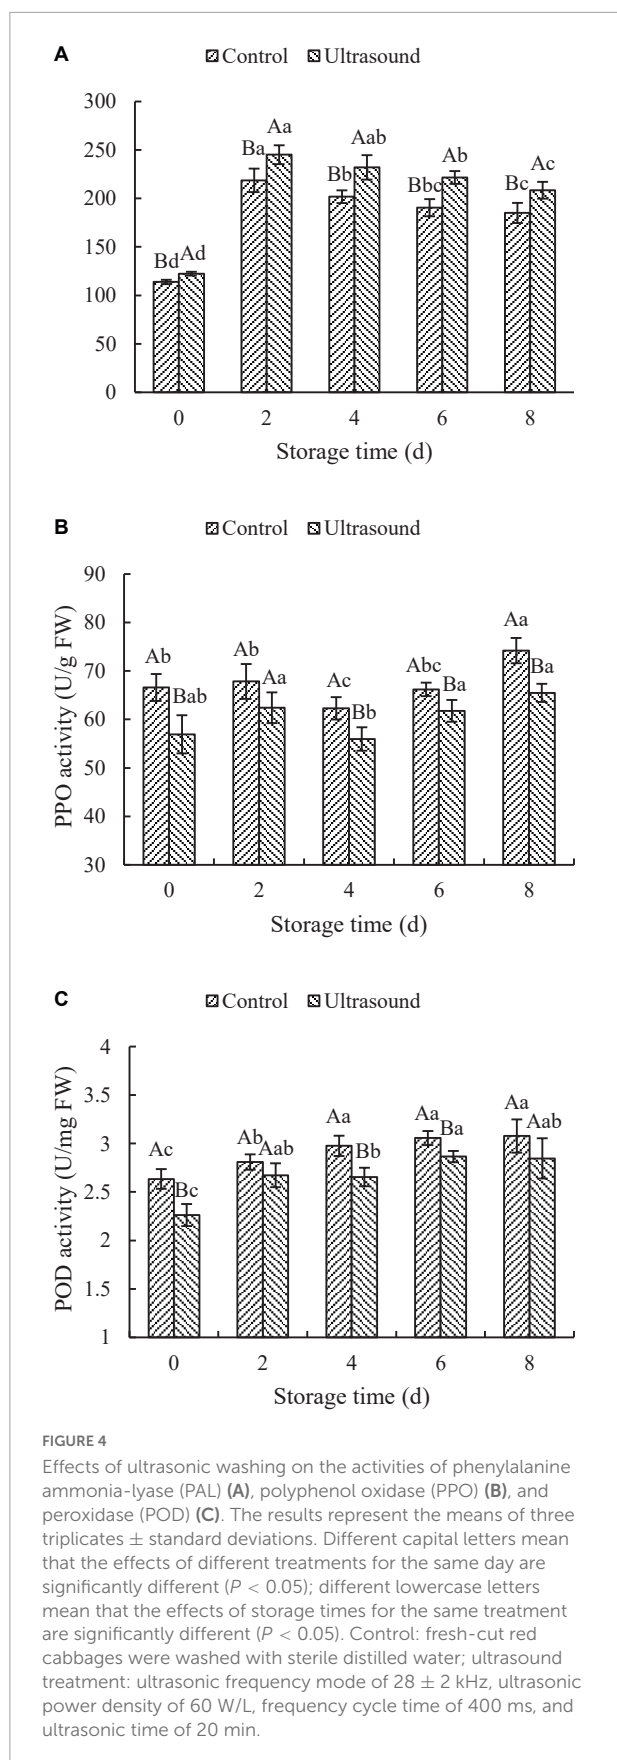 A
Control Ultrasound
300
250
200
150
100
50
0
Bd Ad Ba Aa Bb Aab Bbc Ab Bc Ac
0 2 4 6 8
Storage time (d)
B
Control Ultrasound
PPO activity (U/g FW)
90
80
70
60
50
40
30
Ab Bab Ab Aa Ac Bb Abc Ba Aa Ba
0 2 4 6 8
Storage time (d)
C
Control Ultrasound
POD activity (U/mg FW)
4
3.5
3
2.5
2
1.5
1
Ac Bc Ab Aab Aa Bb Aa Ba Aa Aab
0 2 4 6 8
Storage time (d)
FIGURE 4
Effects of ultrasonic washing on the activities of phenylalanine
ammonia-lyase (PAL) (A), polyphenol oxidase (PPO) (B), and
peroxidase (POD) (C). The results represent the means of three
triplicates ± standard deviations. Different capital letters mean
that the effects of different treatments for the same day are
significantly different (P < 0.05); different lowercase letters
mean that the effects of storage times for the same treatment
are significantly different (P < 0.05). Control: fresh-cut red
cabbages were washed with sterile distilled water; ultrasound
treatment: ultrasonic frequency mode of 28 ± 2 kHz, ultrasonic
power density of 60 W/L, frequency cycle time of 400 ms, and
ultrasonic time of 20 min.